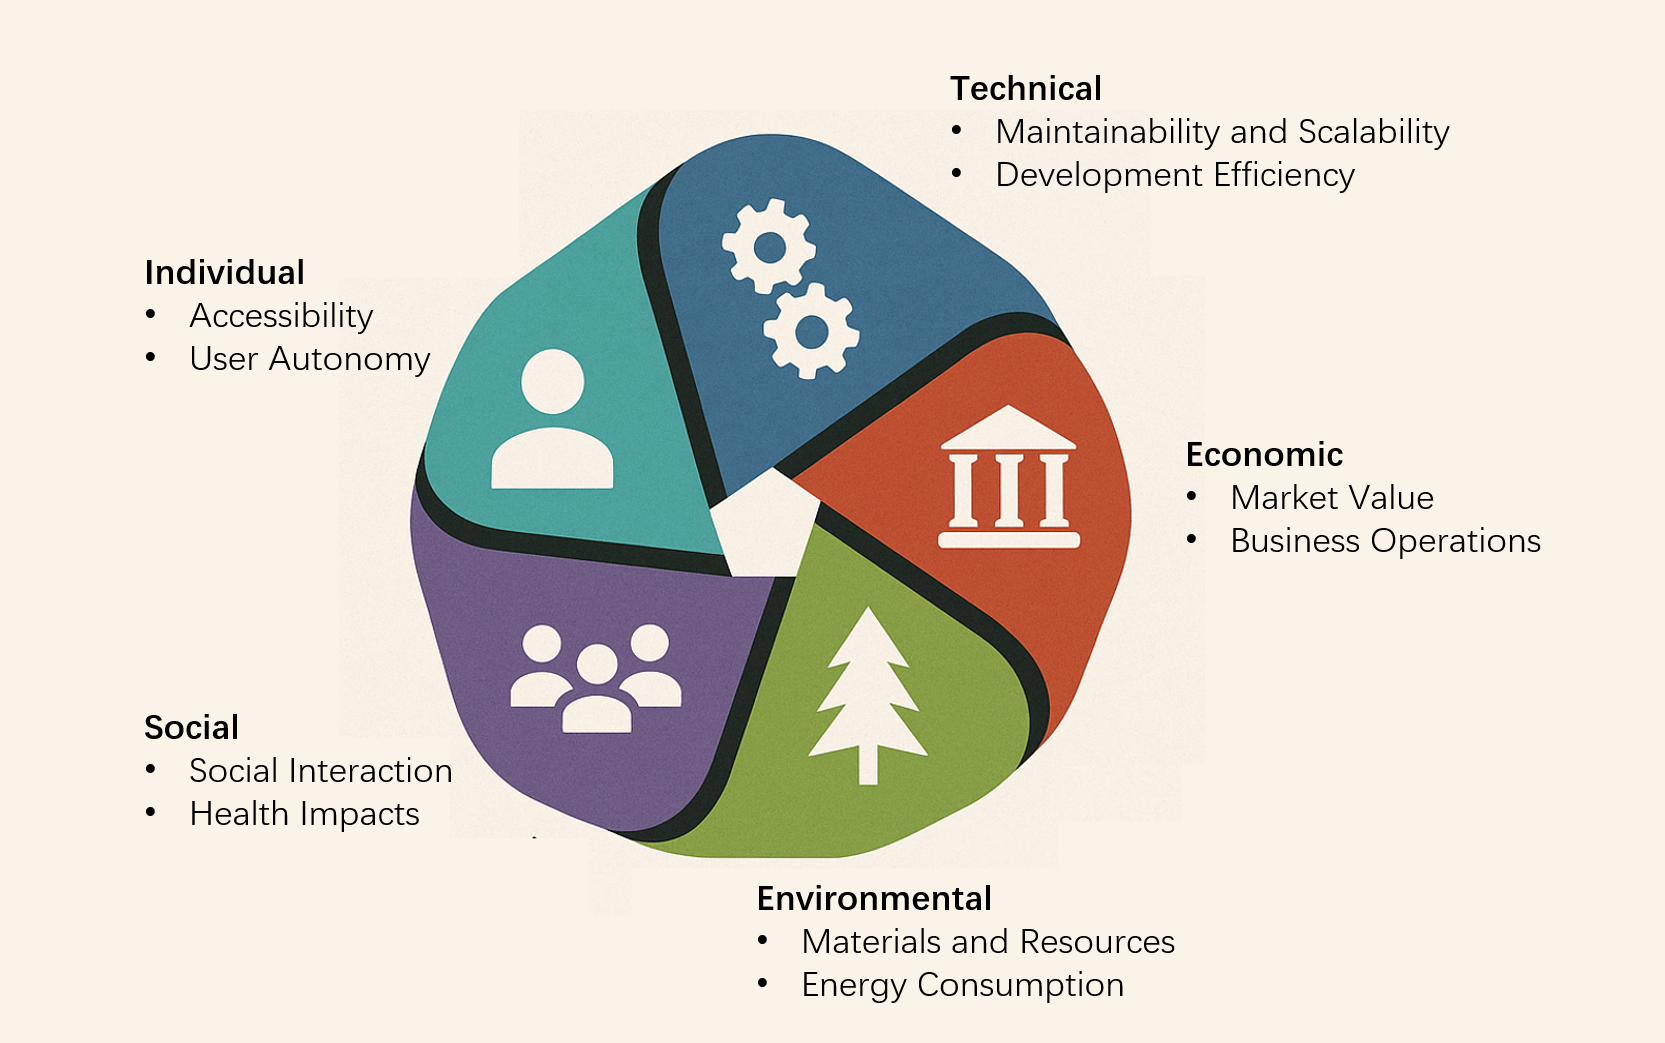 Technical
• Maintainability and Scalability
• Development Efficiency
Individual
• Accessibility
• User Autonomy
Economic
• Market Value
• Business Operations
Social
• Social Interaction
• Health Impacts
Environmental
• Materials and Resources
• Energy Consumption